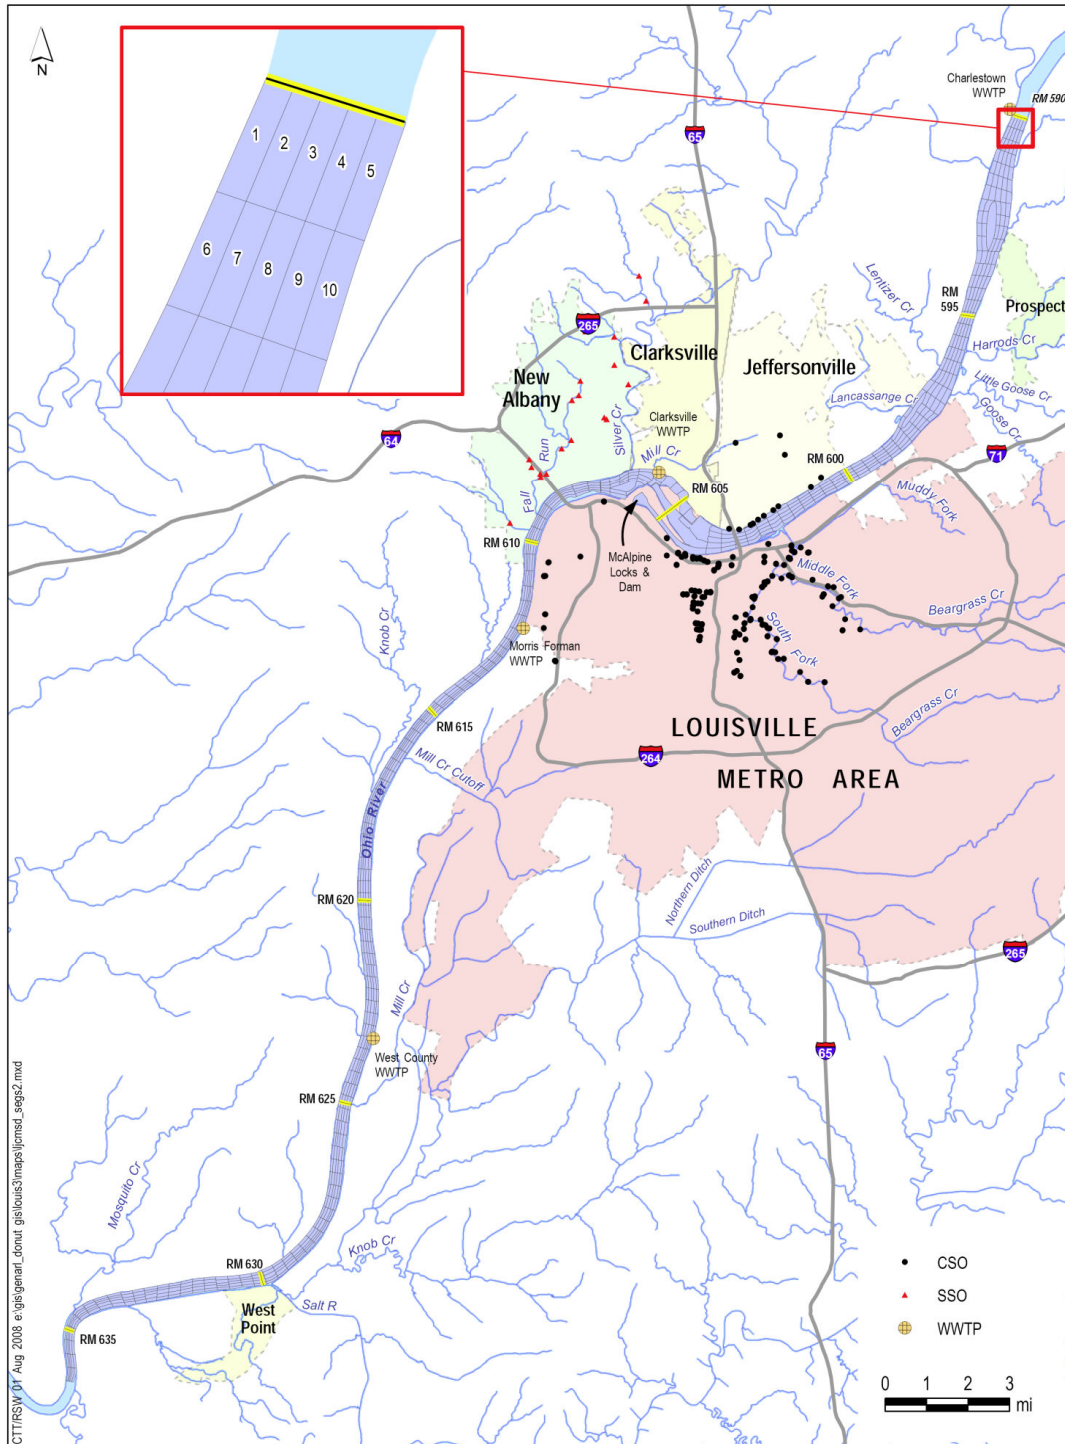 N
1
2
3
4
5
6
7
8
9
10
Charlestown
WWTP
RM 590
65
Lentizer Cr
RM
595
Prospect
Harrods Cr
Little Goose Cr
Goose Cr
265
Clarksville
Jeffersonville
New
Albany
Lancassange Cr
Clarksville
WWTP
64
Fall Run
Silver Cr
Mill Cr
71
RM 600
RM 605
Muddy Fork
RM 610
McAlpine
Locks &
Dam
Middle Fork
Beargrass Cr
South Fork
Knob Cr
Morris Forman
WWTP
Beargrass Cr
RM 615
LOUISVILLE
METRO AREA
264
Mill Cr Cutoff
Ohio River
Northern Ditch
RM 620
Southern Ditch
265
Mill Cr
West County
WWTP
65
RM 625
Mosquito Cr
Knob Cr
RM 630
Salt R
West
Point
RM 635
CSO
SSO
WWTP
0 1 2 3
mi
CTT/RSW 01 Aug 2008 e:\gis\genarl_donut gis\louis3\maps\ljcmsd_segs2.mxd